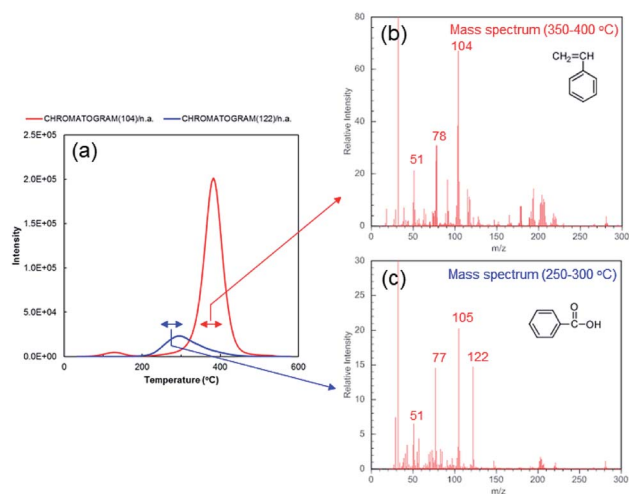 CHROMATOGRAM(104)/n.a. CHROMATOGRAM(122)/n.a.
(a)
2.5E+05
2.0E+05
1.5E+05
1.0E+05
5.0E+04
0.0E+00
Intensity
0 200 400 600
Temperature (°C)
(b)
Mass spectrum (350-400 °C)
80
60
40
20
0
Relative Intensity
104
78
51
CH₂=CH
0 50 100 150 200 250 300
m/z
(c)
Mass spectrum (250-300 °C)
30
25
20
15
10
5
0
Relative Intensity
105
77
122
51
O
C-OH
0 50 100 150 200 250 300
m/z